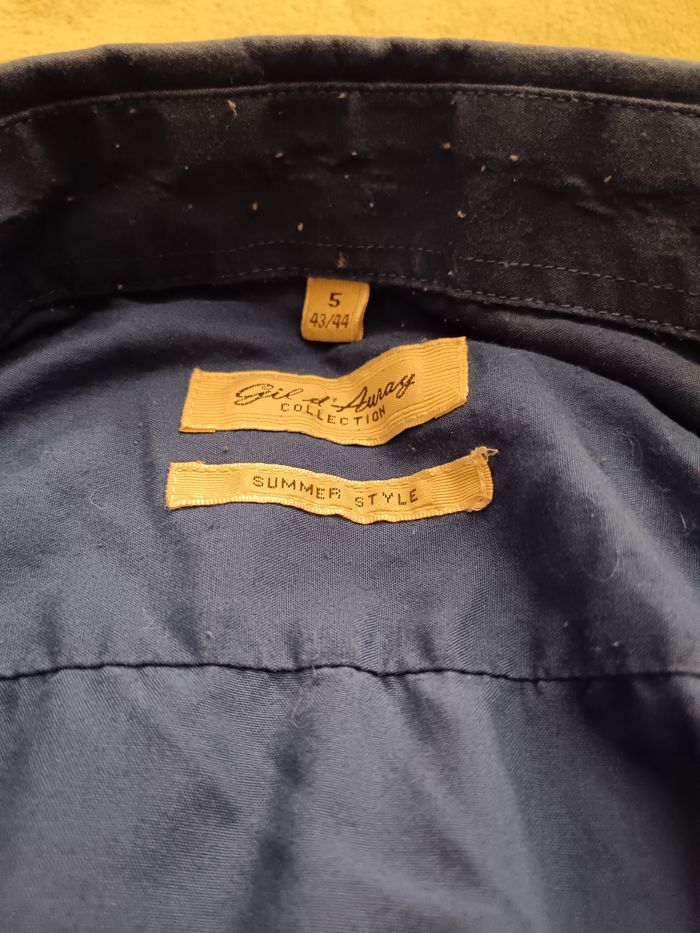 5
43/44
Gil d'Auray
COLLECTION
SUMMER STYLE